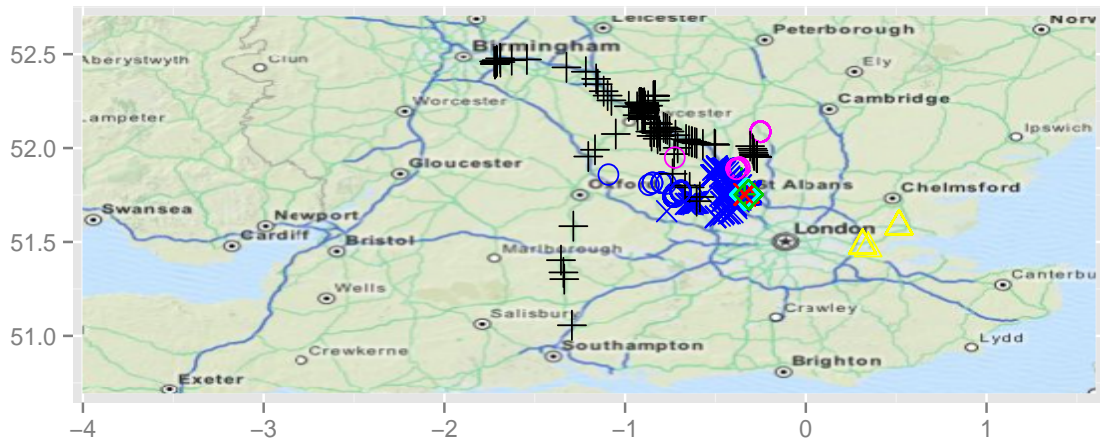 Leicester
Norw
52.5
Birmingham
Peterborough
Aberystwyth
Clun
Ely
Worcester
Cambridge
Lampeter
Ipswich
52.0
Gloucester
St Albans
Chelmsford
Swansea
Newport
51.5
Cardiff
Bristol
London
Marlborough
Canterbu
Wells
Crawley
Salisbury
51.0
Crewkerne
Southampton
Lydd
Brighton
Exeter
−4
−3
−2
−1
0
1